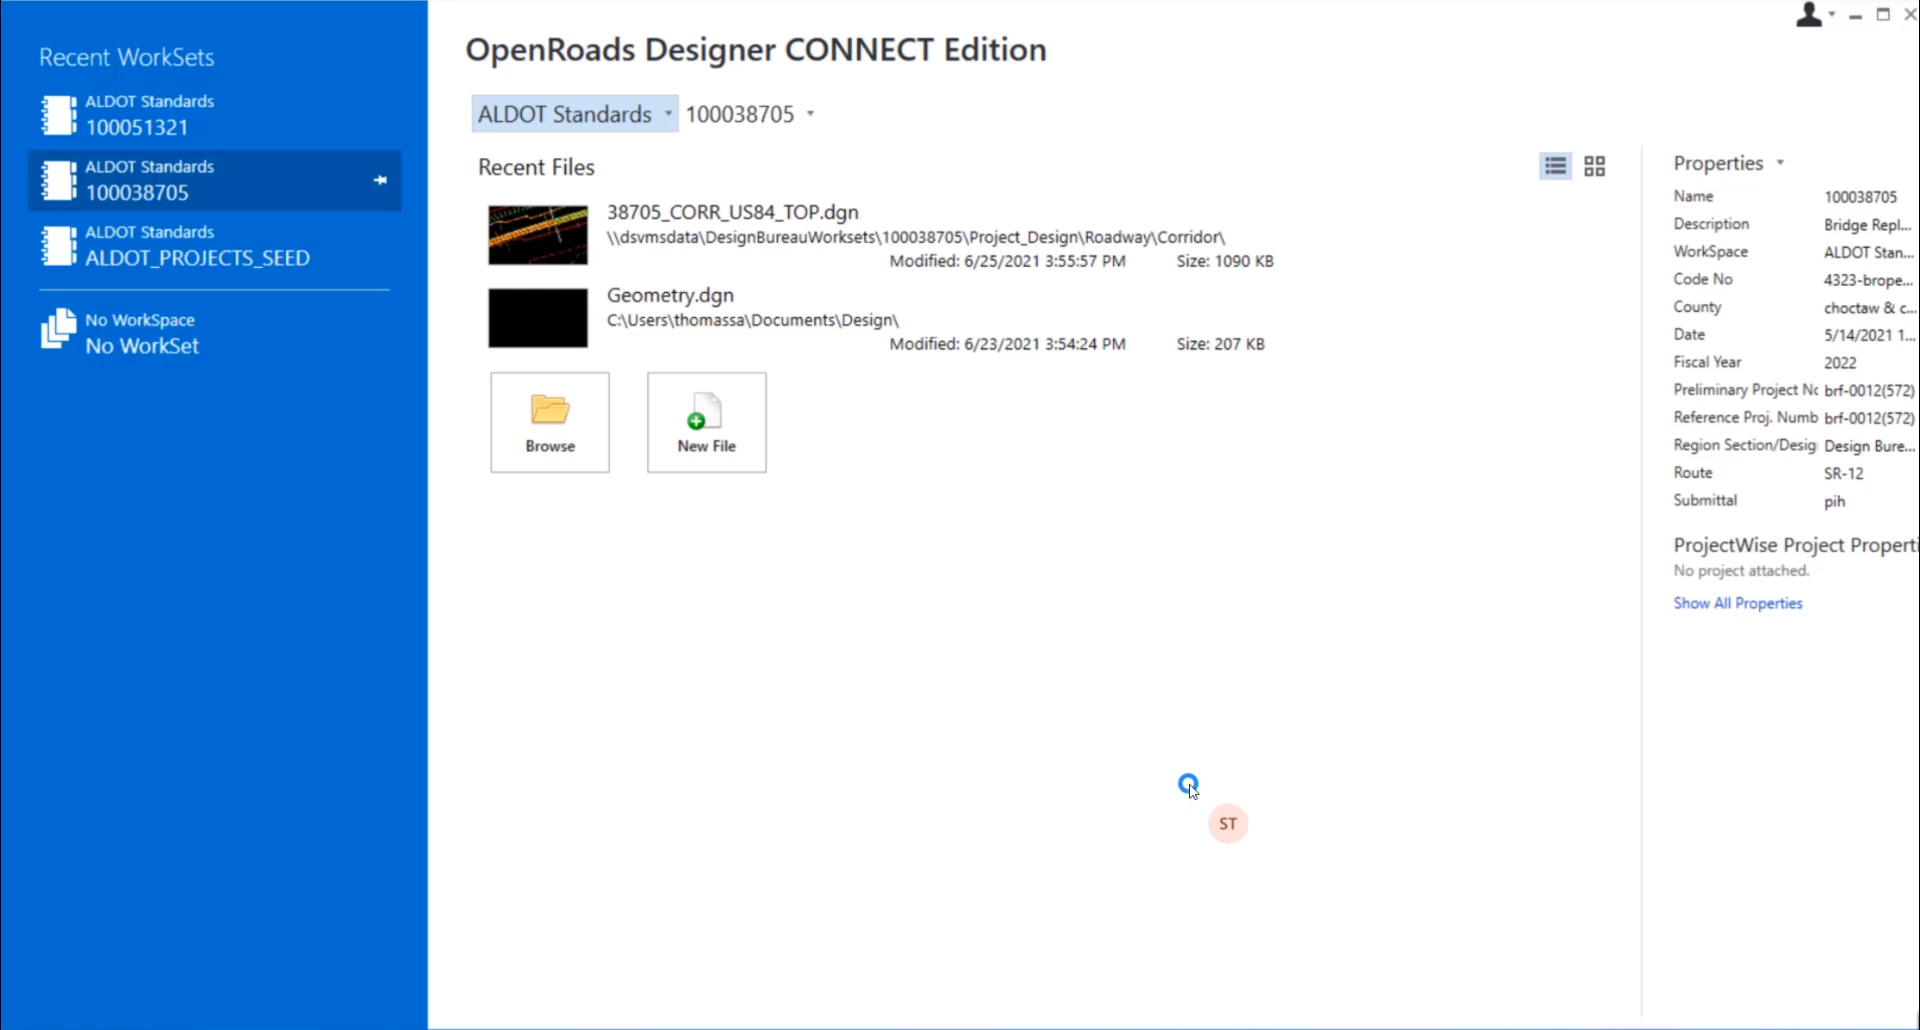 Recent WorkSets
ALDOT Standards
100051321
ALDOT Standards
100038705
ALDOT Standards
ALDOT_PROJECTS_SEED
No WorkSpace
No WorkSet
OpenRoads Designer CONNECT Edition
ALDOT Standards 100038705
Recent Files
38705_CORR_US84_TOP.dgn
\\dsvmsdata\DesignBureauWorksets\100038705\Project_Design\Roadway\Corridor\
Modified: 6/25/2021 3:55:57 PM Size: 1090 KB
Geometry.dgn
C:\Users\thomassa\Documents\Design\
Modified: 6/23/2021 3:54:24 PM Size: 207 KB
Browse
New File
ST
Properties
Name 100038705
Description Bridge Repl...
WorkSpace ALDOT Stan...
Code No 4323-brope...
County choctaw & c...
Date 5/14/2021 1...
Fiscal Year 2022
Preliminary Project Nc brf-0012(572)
Reference Proj. Numb brf-0012(572)
Region Section/Desig Design Bure...
Route SR-12
Submittal pih
ProjectWise Project Properti
No project attached.
Show All Properties